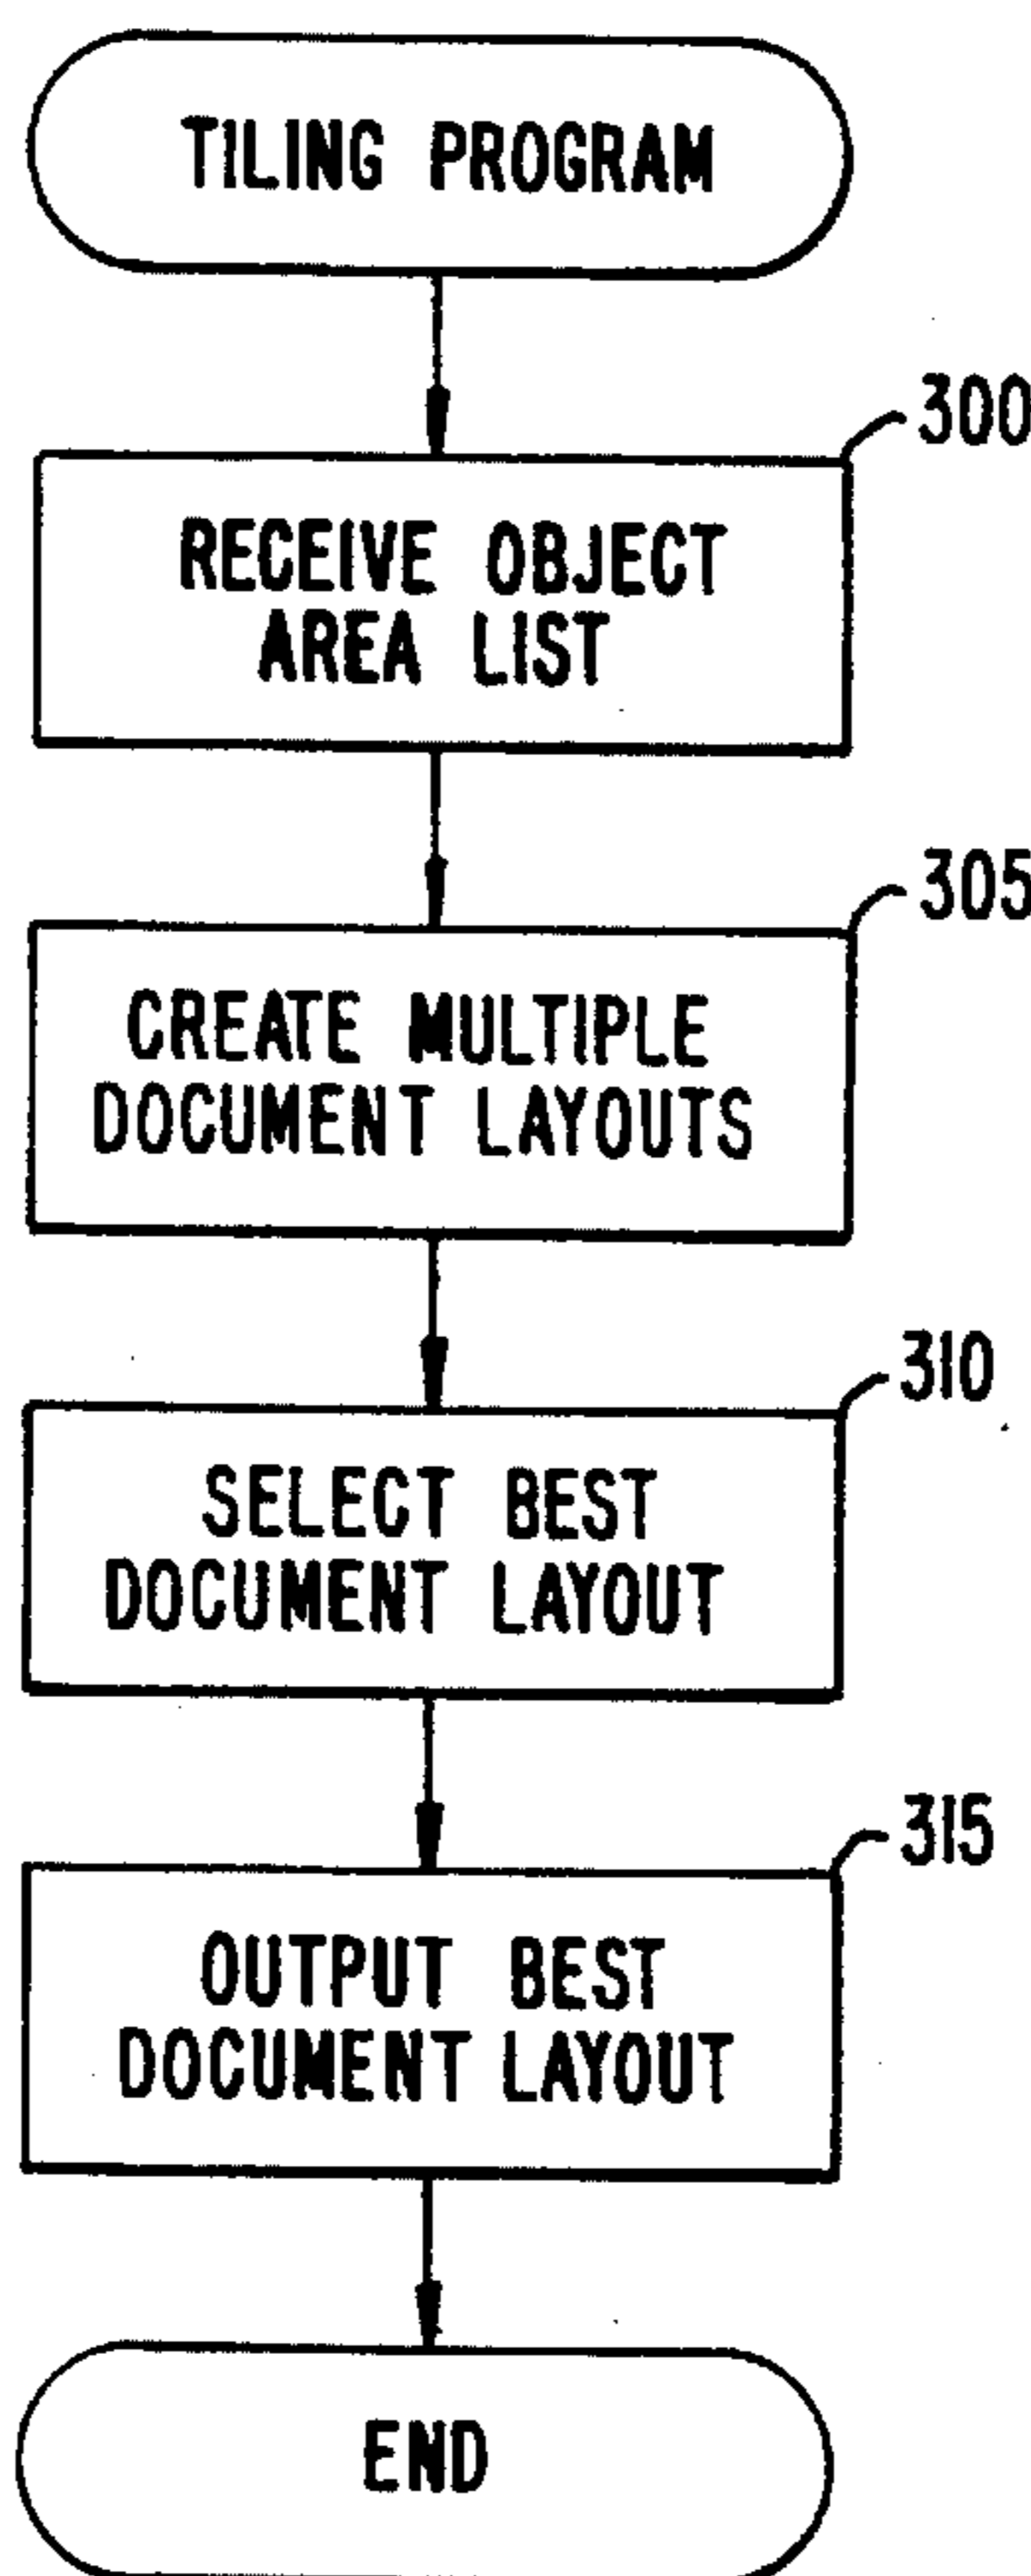 TILING PROGRAM
300
RECEIVE OBJECT
AREA LIST
305
CREATE MULTIPLE
DOCUMENT LAYOUTS
310
SELECT BEST
DOCUMENT LAYOUT
315
OUTPUT BEST
DOCUMENT LAYOUT
END